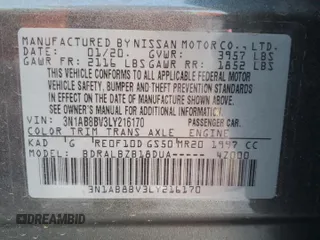 MANUFACTURED BY NISSAN MOTOR CO., LTD.
DATE: 01/20. GVWR: 3957 LBS
GAWR FR: 2116 LBS GAWR RR: 1852 LBS
THIS VEHICLE CONFORMS TO ALL APPLICABLE FEDERAL MOTOR
VEHICLE SAFETY, BUMPER, AND THEFT PREVENTION
STANDARDS IN EFFECT ON THE DATE OF
MANUFACTURE SHOWN ABOVE.
SEE OWNER'S MANUAL FOR ADDITIONAL INFORMATION
VIN: 3N1AB8BV3LY216170 PASSENGER CAR
COLOR TRIM TRANS AXLE ENGINE
KAD G RE0F10D GS50 MR20 1997 CC
MODEL: BDRALBZB18DUA 47000
3N1AB8BV3LY216170
DREAMBID